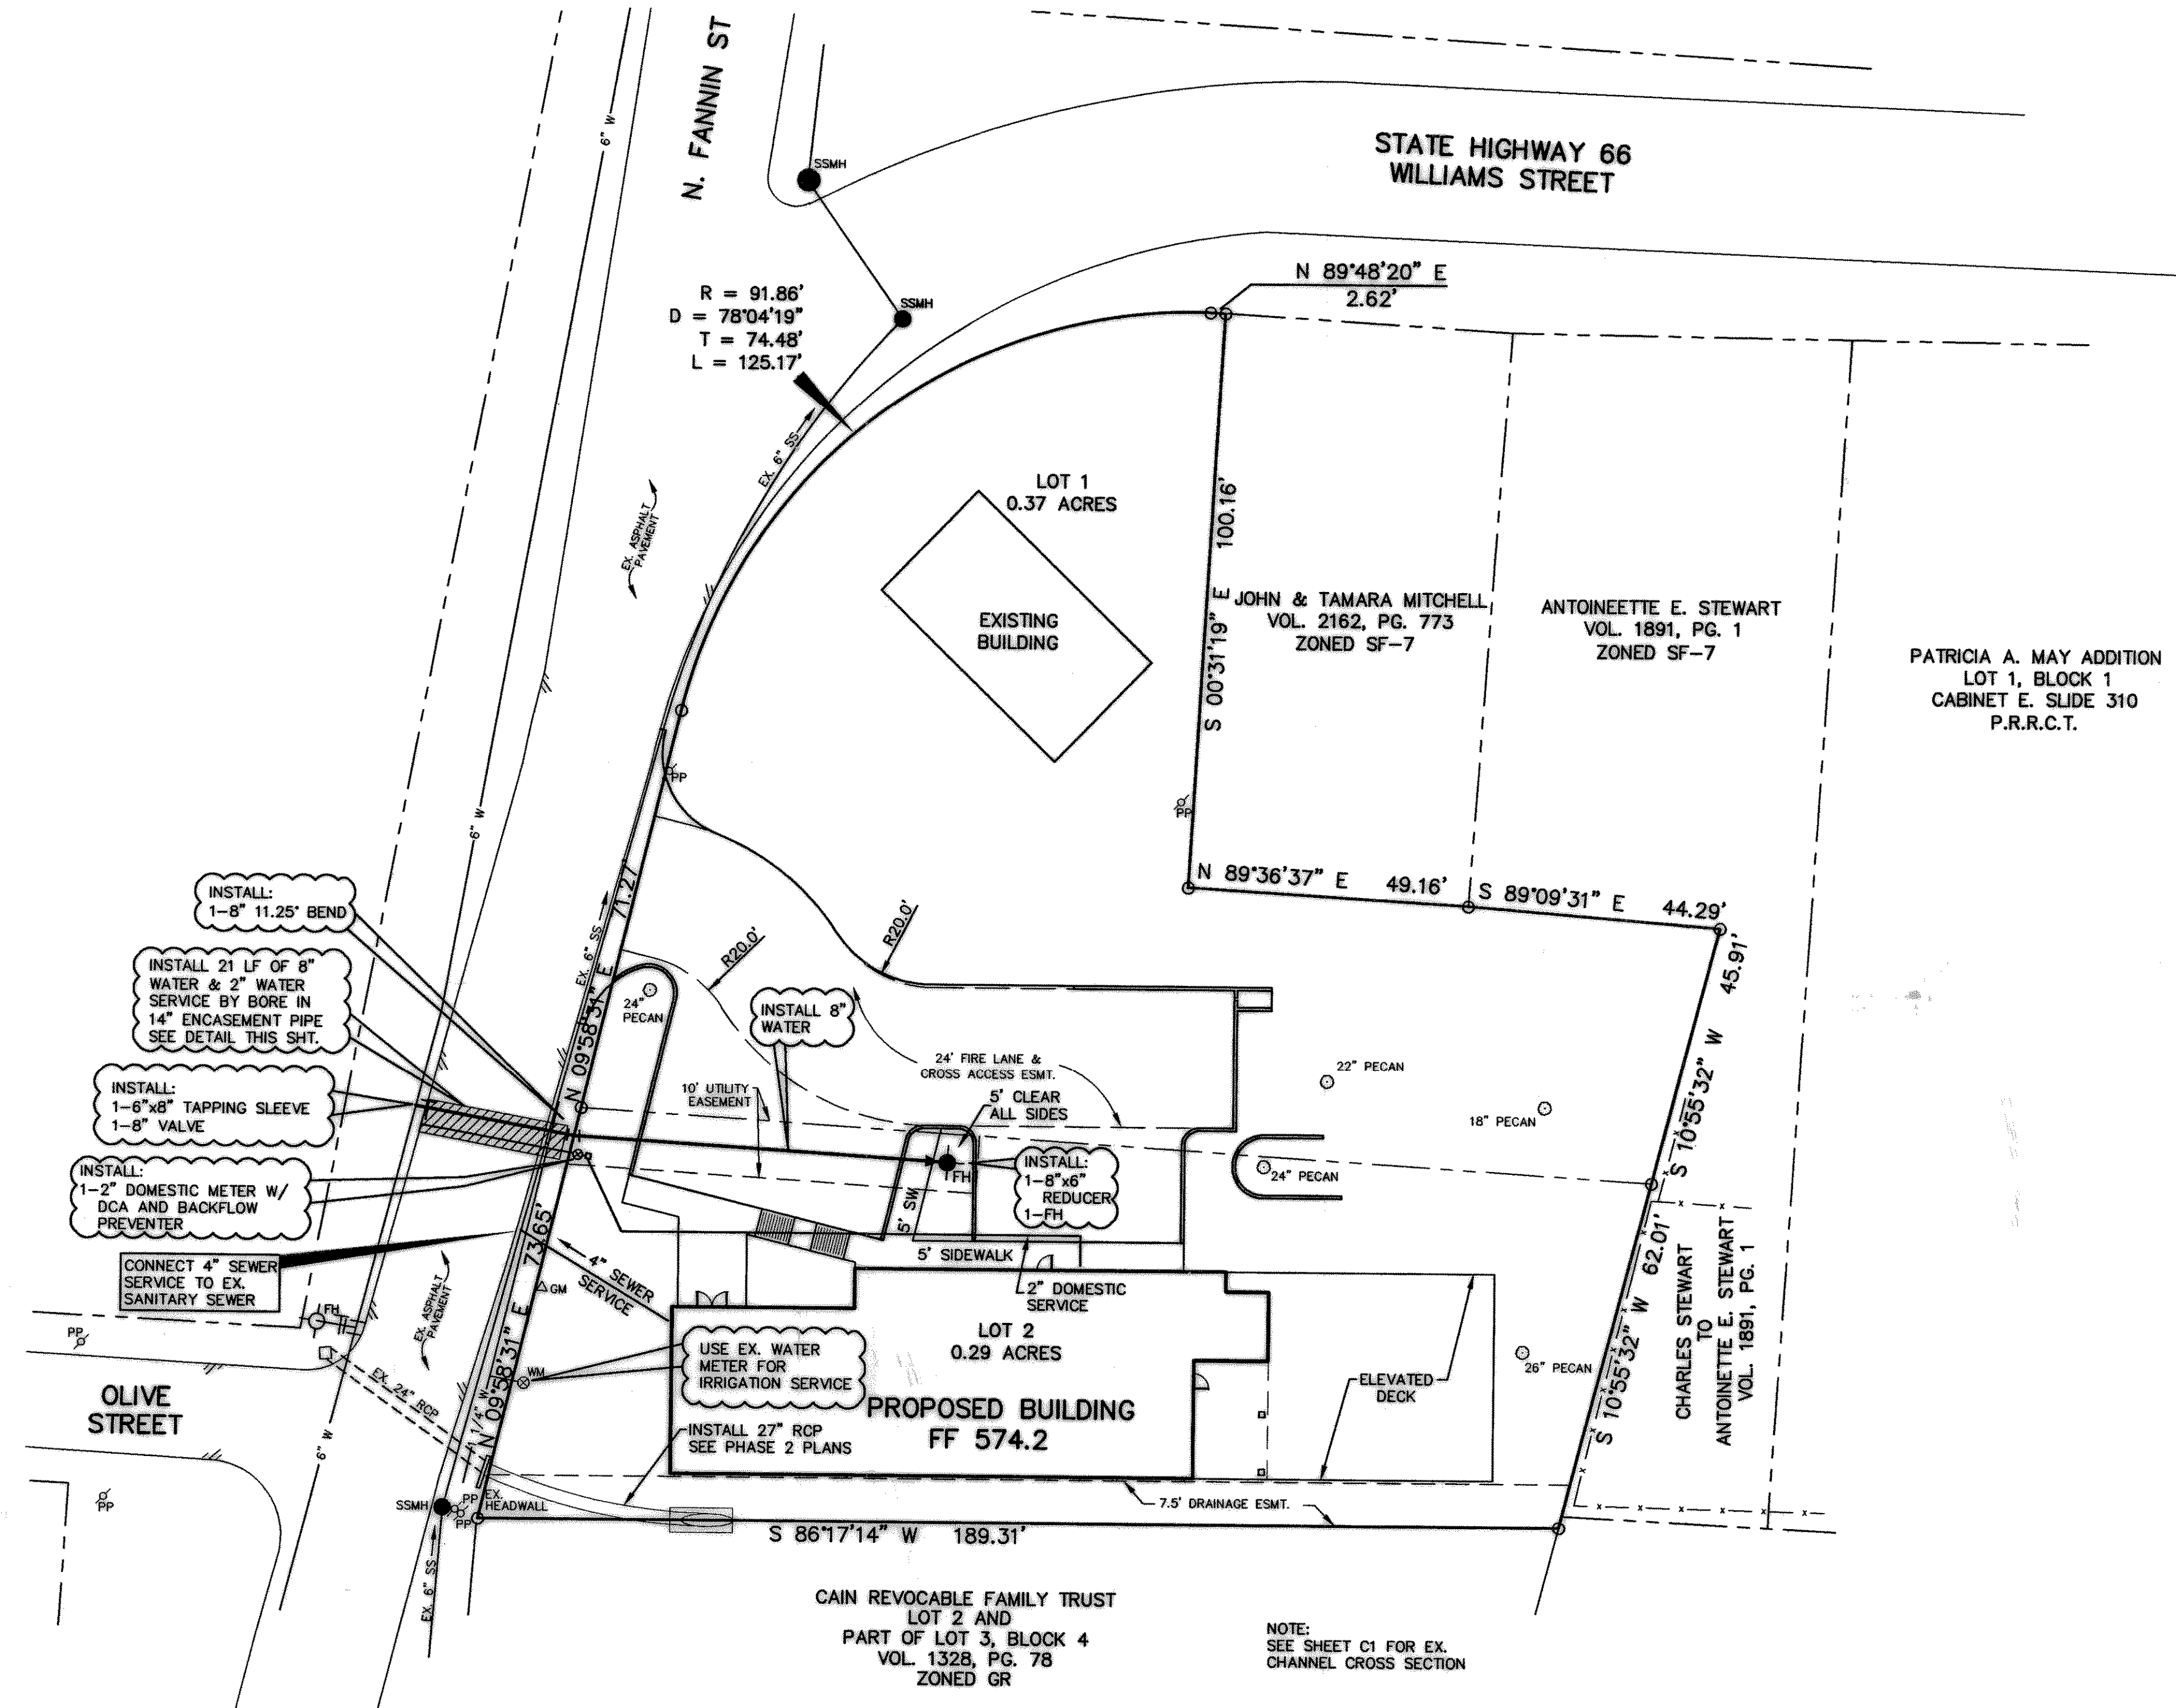 N. FANNIN ST
6" W
SSMH
STATE HIGHWAY 66
WILLIAMS STREET
R = 91.86'
D = 78°04'19"
T = 74.48'
L = 125.17'
SSMH
N 89°48'20" E
2.62'
EX. 6" SS
EX. ASPHALT
PAVEMENT
LOT 1
0.37 ACRES
EXISTING
BUILDING
S 00°31'19" E 100.16'
JOHN & TAMARA MITCHELL
VOL. 2162, PG. 773
ZONED SF-7
ANTOINEETTE E. STEWART
VOL. 1891, PG. 1
ZONED SF-7
PATRICIA A. MAY ADDITION
LOT 1, BLOCK 1
CABINET E. SLIDE 310
P.R.R.C.T.
PP
PP
6" W
N 89°36'37" E 49.16'
S 89°09'31" E 44.29'
INSTALL:
1-8" 11.25° BEND
INSTALL 21 LF OF 8"
WATER & 2" WATER
SERVICE BY BORE IN
14" ENCASEMENT PIPE
SEE DETAIL THIS SHT.
INSTALL:
1-6"x8" TAPPING SLEEVE
1-8" VALVE
INSTALL:
1-2" DOMESTIC METER W/
DCA AND BACKFLOW
PREVENTER
CONNECT 4" SEWER
SERVICE TO EX.
SANITARY SEWER
EX. 6" SS
N 09°58'31" E 71.27'
24"
PECAN
R20.0'
R20.0'
INSTALL 8"
WATER
24' FIRE LANE &
CROSS ACCESS ESMT.
10' UTILITY
EASEMENT
5' CLEAR
ALL SIDES
FH
INSTALL:
1-8"x6"
REDUCER
1-FH
5' SW
5' SIDEWALK
2" DOMESTIC
SERVICE
22" PECAN
18" PECAN
24" PECAN
26" PECAN
S 10°55'32" W 45.91'
S 10°55'32" W 62.01'
CHARLES STEWART
TO
ANTOINETTE E. STEWART
VOL. 1891, PG. 1
N 09°58'31" E 73.65'
4" SEWER
SERVICE
GM
WM
USE EX. WATER
METER FOR
IRRIGATION SERVICE
LOT 2
0.29 ACRES
PROPOSED BUILDING
FF 574.2
ELEVATED
DECK
INSTALL 27" RCP
SEE PHASE 2 PLANS
7.5' DRAINAGE ESMT.
S 86°17'14" W 189.31'
FH
PP
OLIVE
STREET
EX. 24" RCP
EX. ASPHALT
PAVEMENT
1 1/4" W
6" W
PP
SSMH
PP
PP
EX.
HEADWALL
EX. 6" SS
CAIN REVOCABLE FAMILY TRUST
LOT 2 AND
PART OF LOT 3, BLOCK 4
VOL. 1328, PG. 78
ZONED GR
NOTE:
SEE SHEET C1 FOR EX.
CHANNEL CROSS SECTION